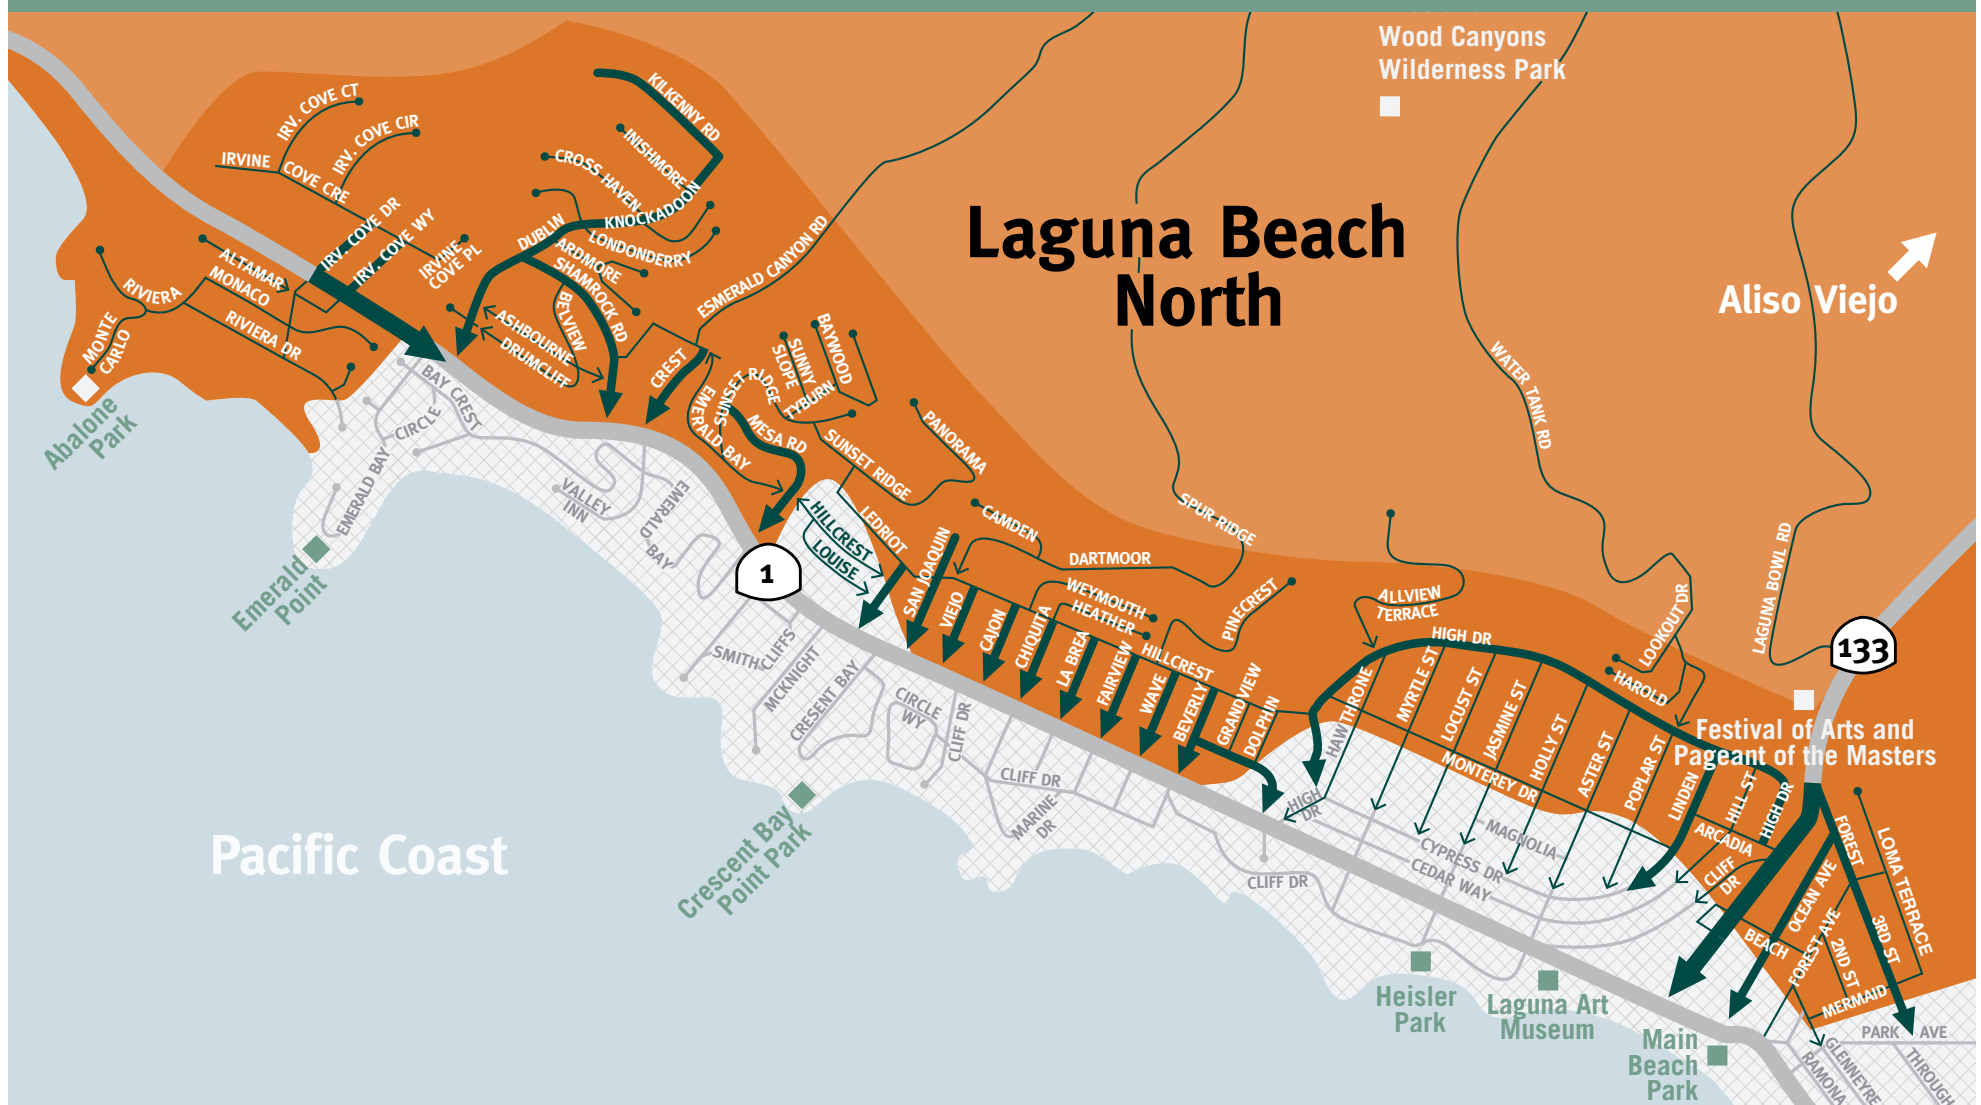 Wood Canyons
Wilderness Park
KILKENNY RD
IRV. COVE CT
IRV. COVE CIR
INISHMORE
IRVINE
COVE CRE
CROSS HAVEN
KNOCKADOON
IRV. COVE DR
IRV. COVE WY
DUBLIN
LONDONDERRY
ARDMORE
SHAMROCK RD
IRVINE
COVE PL
ESMERALD CANYON RD
Laguna Beach
North
ALTAMAR
MONACO
RIVIERA
RIVIERA DR
MONTE
CARLO
BELVIEW
ASHBOURNE
DRUMCLIFF
Aliso Viejo
CREST
SUNNY
SLOPE
BAYWOOD
TYBURN
SUNSET RIDGE
EMERALD BAY
MESA RD
PANORAMA
SUNSET RIDGE
WATER TANK RD
Abalone
Park
BAY CREST
CIRCLE
EMERALD BAY
VALLEY
INN
EMERALD
BAY
Emerald
Point
1
HILLCREST
LOUISE
LEDRIOT
SAN JOAQUIN
CAMDEN
DARTMOOR
SPUR RIDGE
LAGUNA BOWL RD
VIEJO
CAJON
CHIQUITA
WEYMOUTH
HEATHER
LA BREA
FAIRVIEW
HILLCREST
WAVE
BEVERLY
GRANDVIEW
DOLPHIN
PINECREST
ALLVIEW
TERRACE
HIGH DR
LOOKOUT DR
HAROLD
133
HAWTHRONE
MYRTLE ST
LOCUST ST
JASMINE ST
HOLLY ST
ASTER ST
POPLAR ST
LINDEN
HILL ST
HIGH DR
Festival of Arts and
Pageant of the Masters
MONTEREY DR
SMITH
CLIFFS
MCKNIGHT
CRESENT BAY
CIRCLE
WY
CLIFF DR
CLIFF DR
MARINE
DR
HIGH
DR
MAGNOLIA
CYPRESS DR
CEDAR WAY
CLIFF DR
ARCADIA
CLIFF
DR
FOREST
LOMA TERRACE
OCEAN AVE
FOREST AVE
BEACH
2ND ST
3RD ST
MERMAID
PARK AVE
GLENNEYRE
RAMONA
THROUGH
Pacific Coast
Crescent Bay
Point Park
Heisler
Park
Laguna Art
Museum
Main
Beach
Park